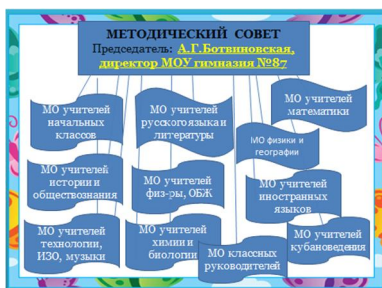 МЕТОДИЧЕСКИЙ СОВЕТ
Председатель: А.Г.Ботвиновская,
директор МОУ гимназия №87
МО учителей
начальных
классов
МО учителей
русского языка и
литературы
МО учителей
математики
МО физики и
географии
МО учителей
истории и
обществознания
МО учителей
физ-ры, ОБЖ
МО учителей
иностранных
языков
МО учителей
технологии,
ИЗО, музыки
МО учителей
химии и
биологии
МО классных
руководителей
МО учителей
кубановедения